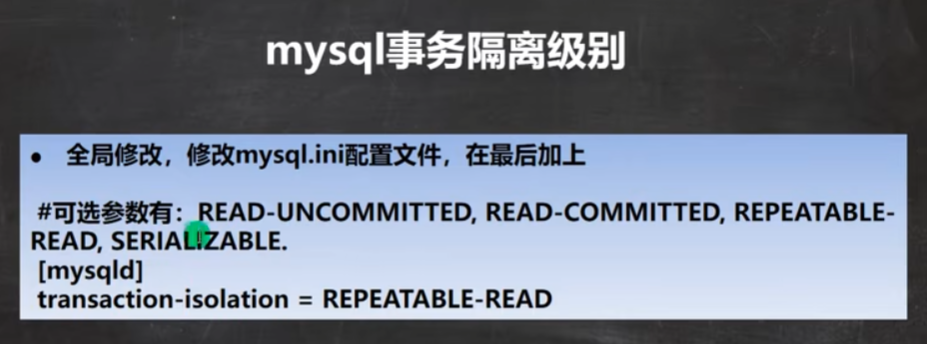 mysql事务隔离级别
• 全局修改，修改mysql.ini配置文件，在最后加上
#可选参数有：READ-UNCOMMITTED, READ-COMMITTED, REPEATABLE-
READ, SERIALIZABLE.
[mysqld]
transaction-isolation = REPEATABLE-READ